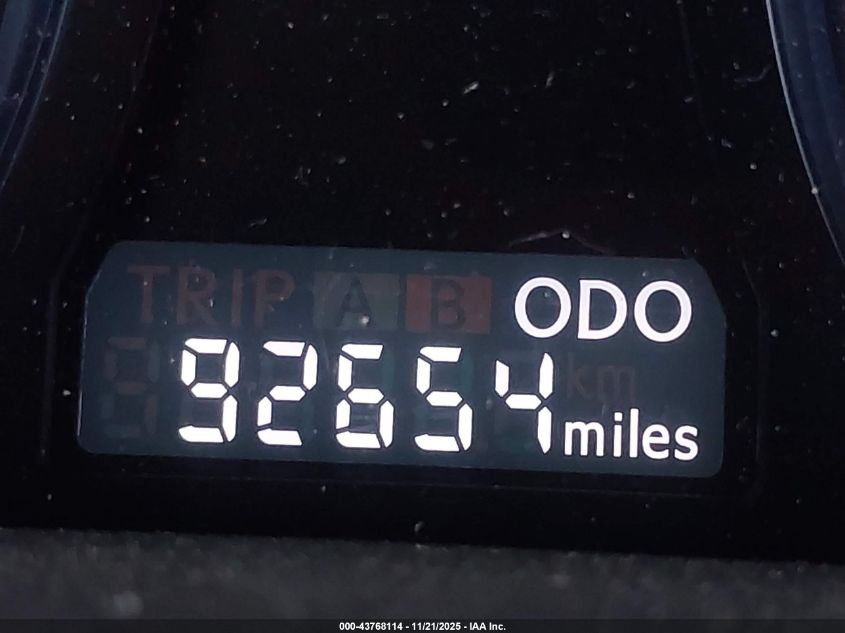 TRIP A B ODO
92654 km
miles
000-43768114 - 11/21/2025 - IAA Inc.